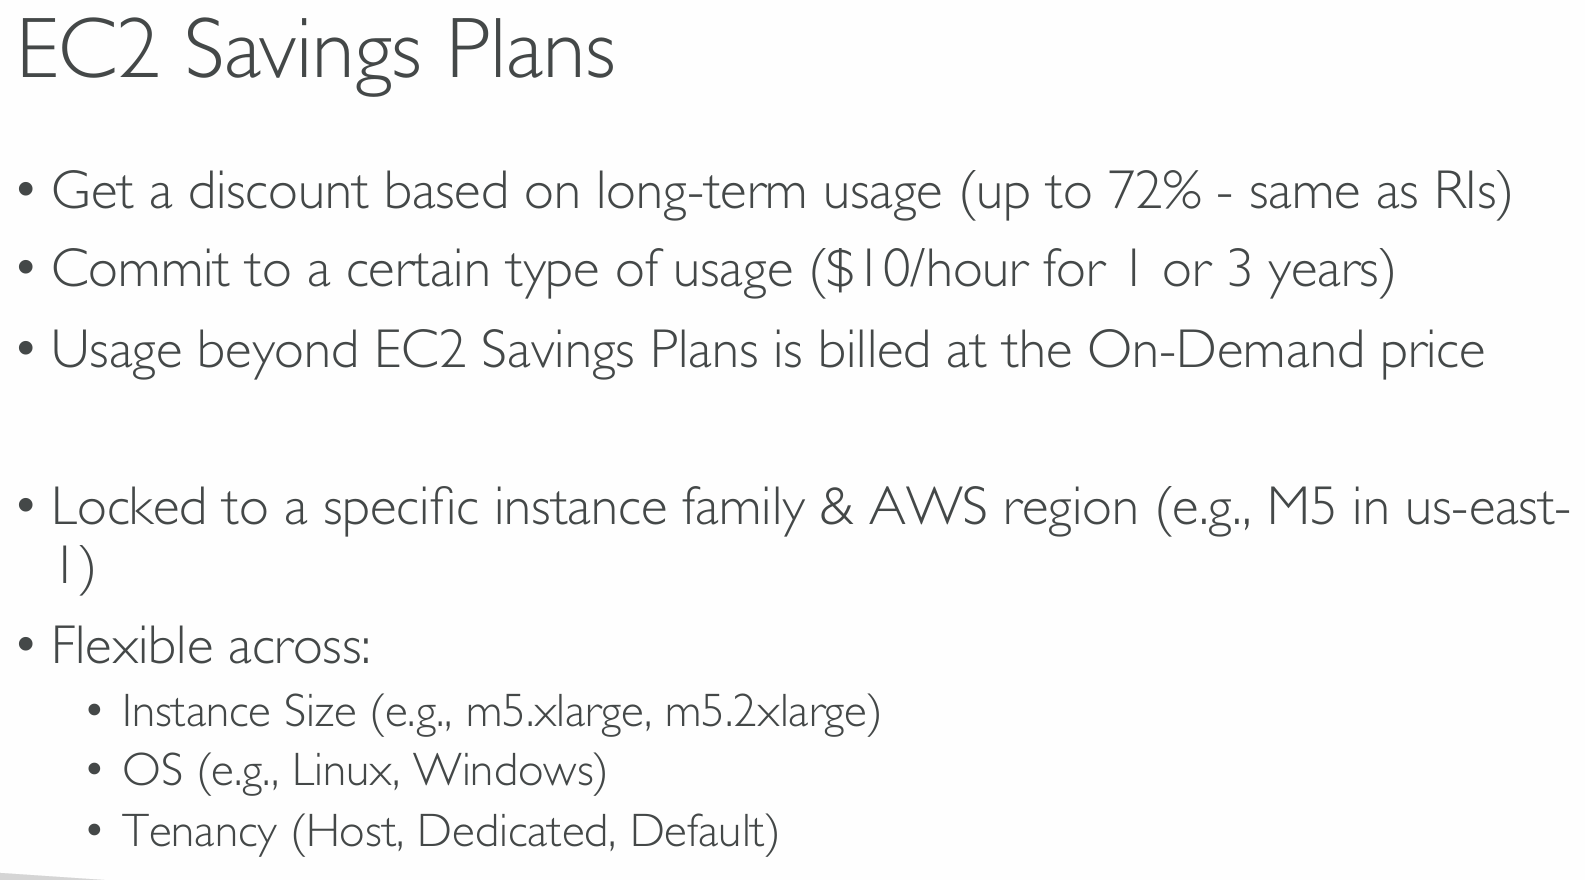 EC2 Savings Plans
• Get a discount based on long-term usage (up to 72% - same as RIs)
• Commit to a certain type of usage ($10/hour for 1 or 3 years)
• Usage beyond EC2 Savings Plans is billed at the On-Demand price
• Locked to a specific instance family & AWS region (e.g., M5 in us-east-
1)
• Flexible across:
• Instance Size (e.g., m5.xlarge, m5.2xlarge)
• OS (e.g., Linux, Windows)
• Tenancy (Host, Dedicated, Default)